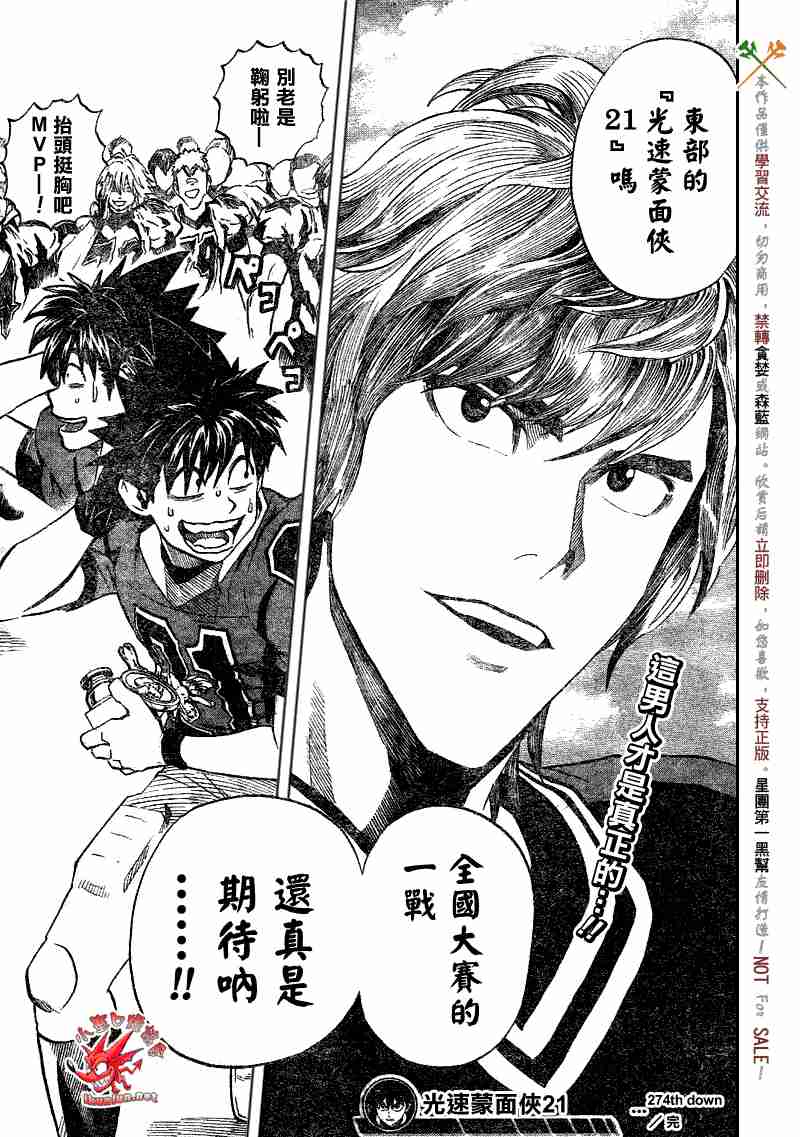 東部的
『光速蒙面俠
21』嗎
別老是
鞠躬啦—
抬頭挺胸吧
MVP—!
ペコ
ペコ
這男人才是真正的…!!
全國大賽的
一戰
還真是
期待吶
……!!
光速蒙面俠21
274th down
…／完
本作品僅供學習交流，切勿商用，禁轉貪婪或森藍網站。欣賞后請立即刪除，如您喜歡，支持正版。星團第一黑幫友情打造！NOT FOR SALE—